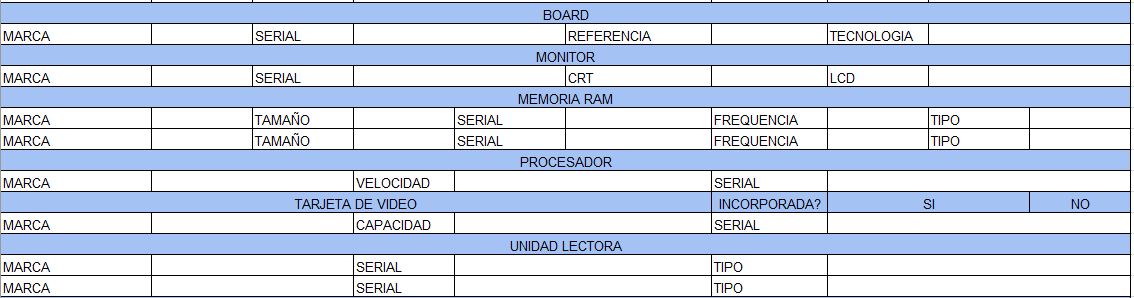 BOARD
MARCA SERIAL REFERENCIA TECNOLOGIA
MONITOR
MARCA SERIAL CRT LCD
MEMORIA RAM
MARCA TAMAÑO SERIAL FREQUENCIA TIPO
MARCA TAMAÑO SERIAL FREQUENCIA TIPO
PROCESADOR
MARCA VELOCIDAD SERIAL
TARJETA DE VIDEO INCORPORADA? SI NO
MARCA CAPACIDAD SERIAL
UNIDAD LECTORA
MARCA SERIAL TIPO
MARCA SERIAL TIPO